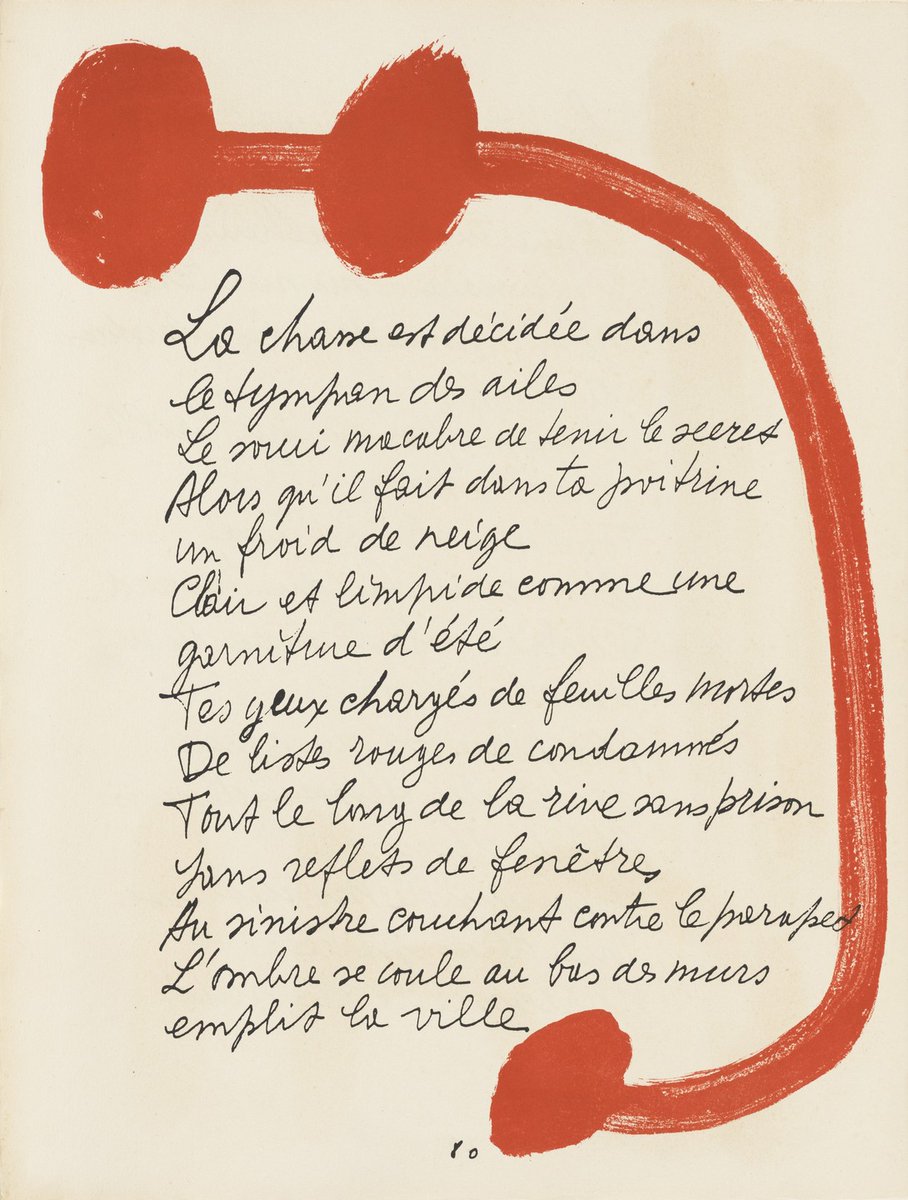 La chasse est décidée dans
le tympan des ailes
Le souci macabre de tenir le secret
Alors qu'il fait dans ta poitrine
un froid de neige
Clair et limpide comme une
garniture d'été
Tes yeux chargés de feuilles mortes
De listes rouges de condamnés
Tout le long de la rive sans prison
Sans reflets de fenêtres
Au sinistre couchant contre le parapet
L'ombre se coule au bas des murs
emplit la ville
80